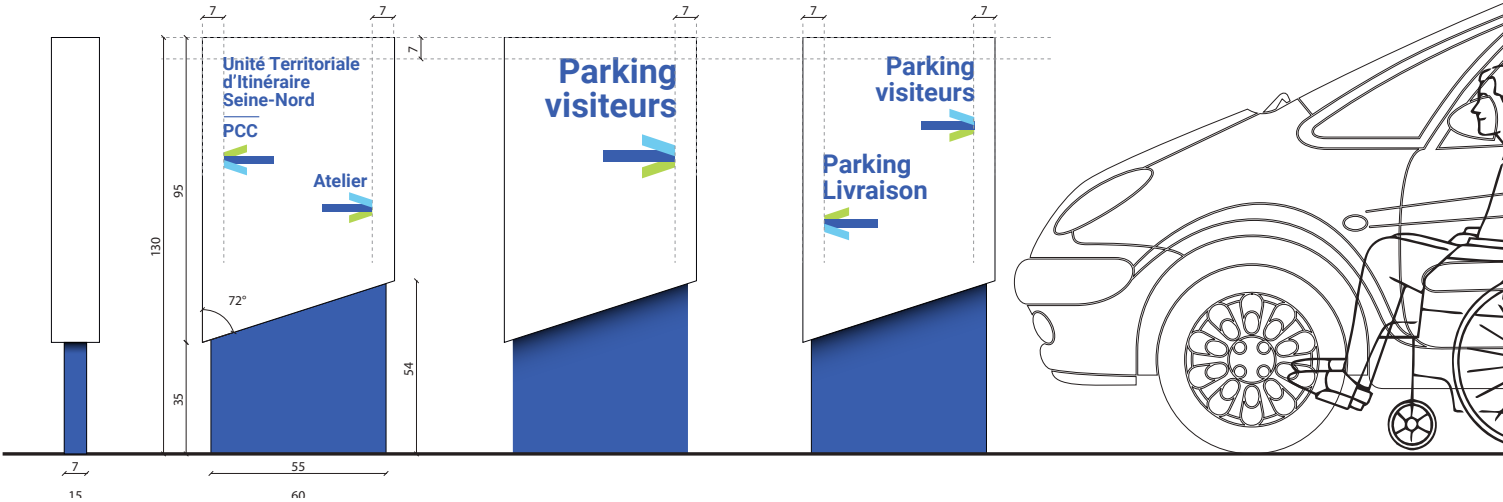 7
7
7
7
7
7
Unité Territoriale
d'Itinéraire
Seine-Nord
PCC
Atelier
Parking
visiteurs
Parking
visiteurs
Parking
Livraison
130
95
72°
35
54
7
55
15
60